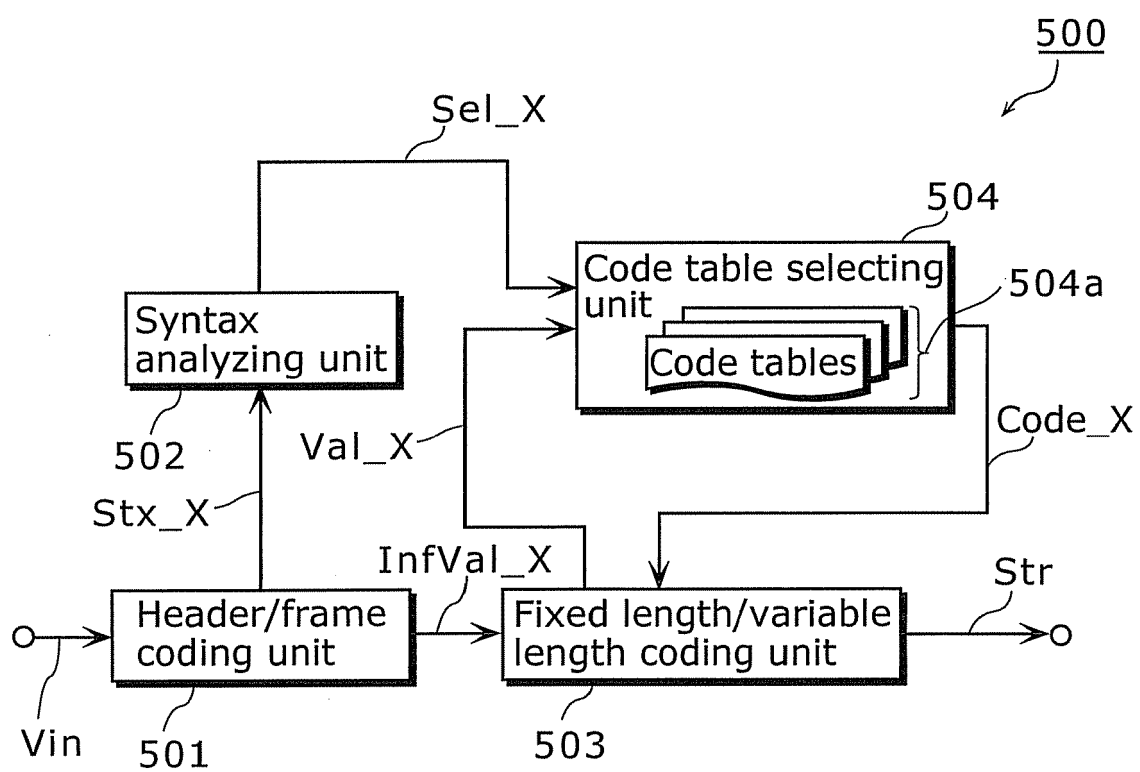 500
Sel_X
504
Code table selecting
unit
504a
Code tables
Syntax
analyzing unit
502
Val_X
Code_X
Stx_X
InfVal_X
Str
Header/frame
coding unit
Fixed length/variable
length coding unit
Vin
501
503